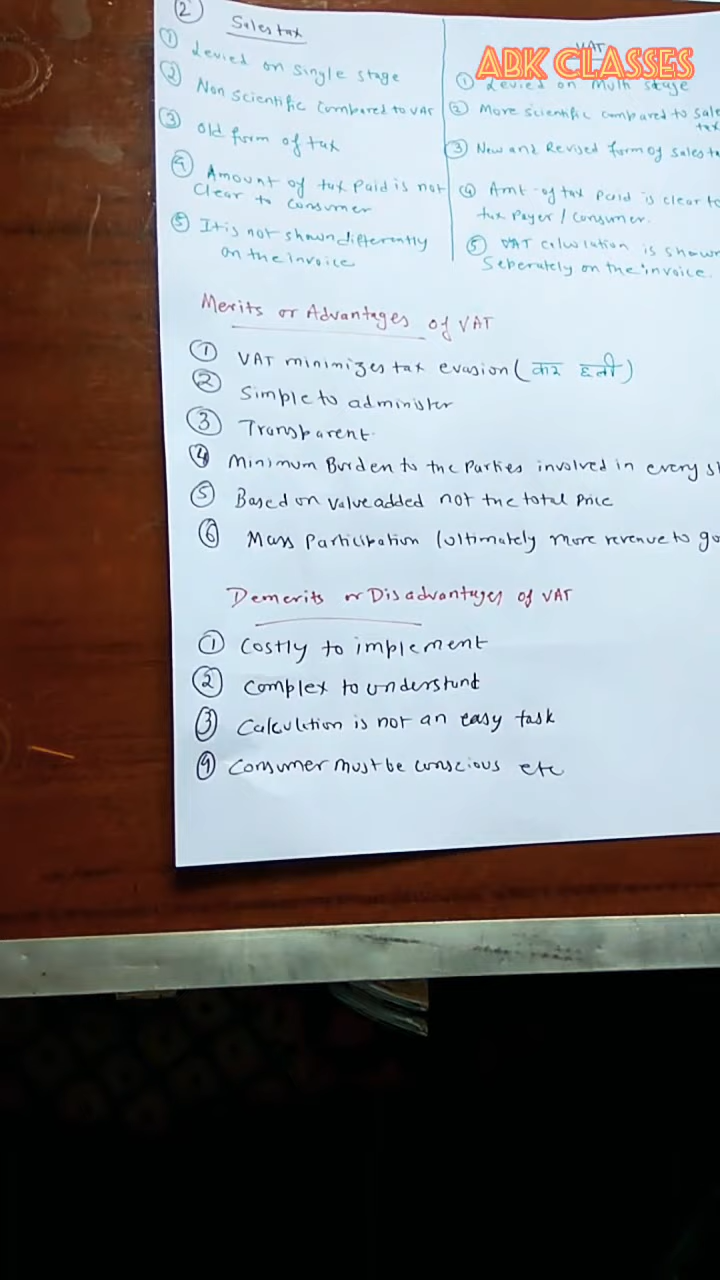 ABK CLASSES
②
Sales tax
① Levied on single stage
② Non scientific compared to VAT
③ Old form of tax
④ Amount of tax paid is not
clear to consumer
⑤ It is not shown differently
on the invoice
VAT
① Levied on multi stage
② More scientific compared to sale
tax
③ New and Revised form of sales ta
④ Amt of tax paid is clear to
tax payer / consumer.
⑤ VAT calculation is shown
Seperately on the invoice.
Merits or Advantages of VAT
① VAT minimizes tax evasion (
② Simple to administer
③ Transparent
④ Minimum Burden to the Parties involved in every st
⑤ Based on value added not the total price
⑥ Mass Participation (ultimately more revenue to go
Demerits or Disadvantages of VAT
① Costly to implement
② Complex to understand
③ Calculation is not an easy task
④ Consumer must be conscious etc